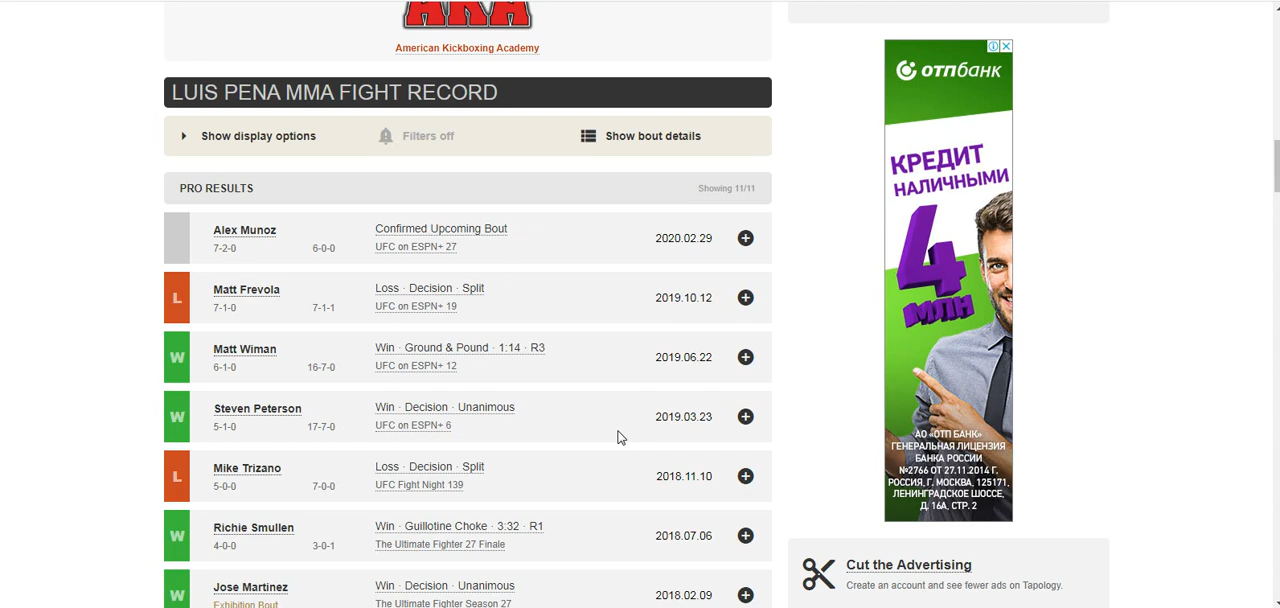 AKA
American Kickboxing Academy
LUIS PENA MMA FIGHT RECORD
Show display options
Filters off
Show bout details
PRO RESULTS
Showing 11/11
Alex Munoz
Confirmed Upcoming Bout
7-2-0
6-0-0
UFC on ESPN+ 27
2020.02.29
L
Matt Frevola
Loss · Decision · Split
7-1-0
7-1-1
UFC on ESPN+ 19
2019.10.12
W
Matt Wiman
Win · Ground & Pound · 1:14 · R3
6-1-0
16-7-0
UFC on ESPN+ 12
2019.06.22
W
Steven Peterson
Win · Decision · Unanimous
5-1-0
17-7-0
UFC on ESPN+ 6
2019.03.23
L
Mike Trizano
Loss · Decision · Split
5-0-0
7-0-0
UFC Fight Night 139
2018.11.10
W
Richie Smullen
Win · Guillotine Choke · 3:32 · R1
4-0-0
3-0-1
The Ultimate Fighter 27 Finale
2018.07.06
W
Jose Martinez
Win · Decision · Unanimous
Exhibition Bout
The Ultimate Fighter Season 27
2018.02.09
отпбанк
КРЕДИТ
НАЛИЧНЫМИ
4
МЛН
АО «ОТП БАНК»
ГЕНЕРАЛЬНАЯ ЛИЦЕНЗИЯ
БАНКА РОССИИ
№2766 ОТ 27.11.2014 Г.
РОССИЯ, Г. МОСКВА, 125171,
ЛЕНИНГРАДСКОЕ ШОССЕ,
Д. 16А, СТР. 2
Cut the Advertising
Create an account and see fewer ads on Tapology.